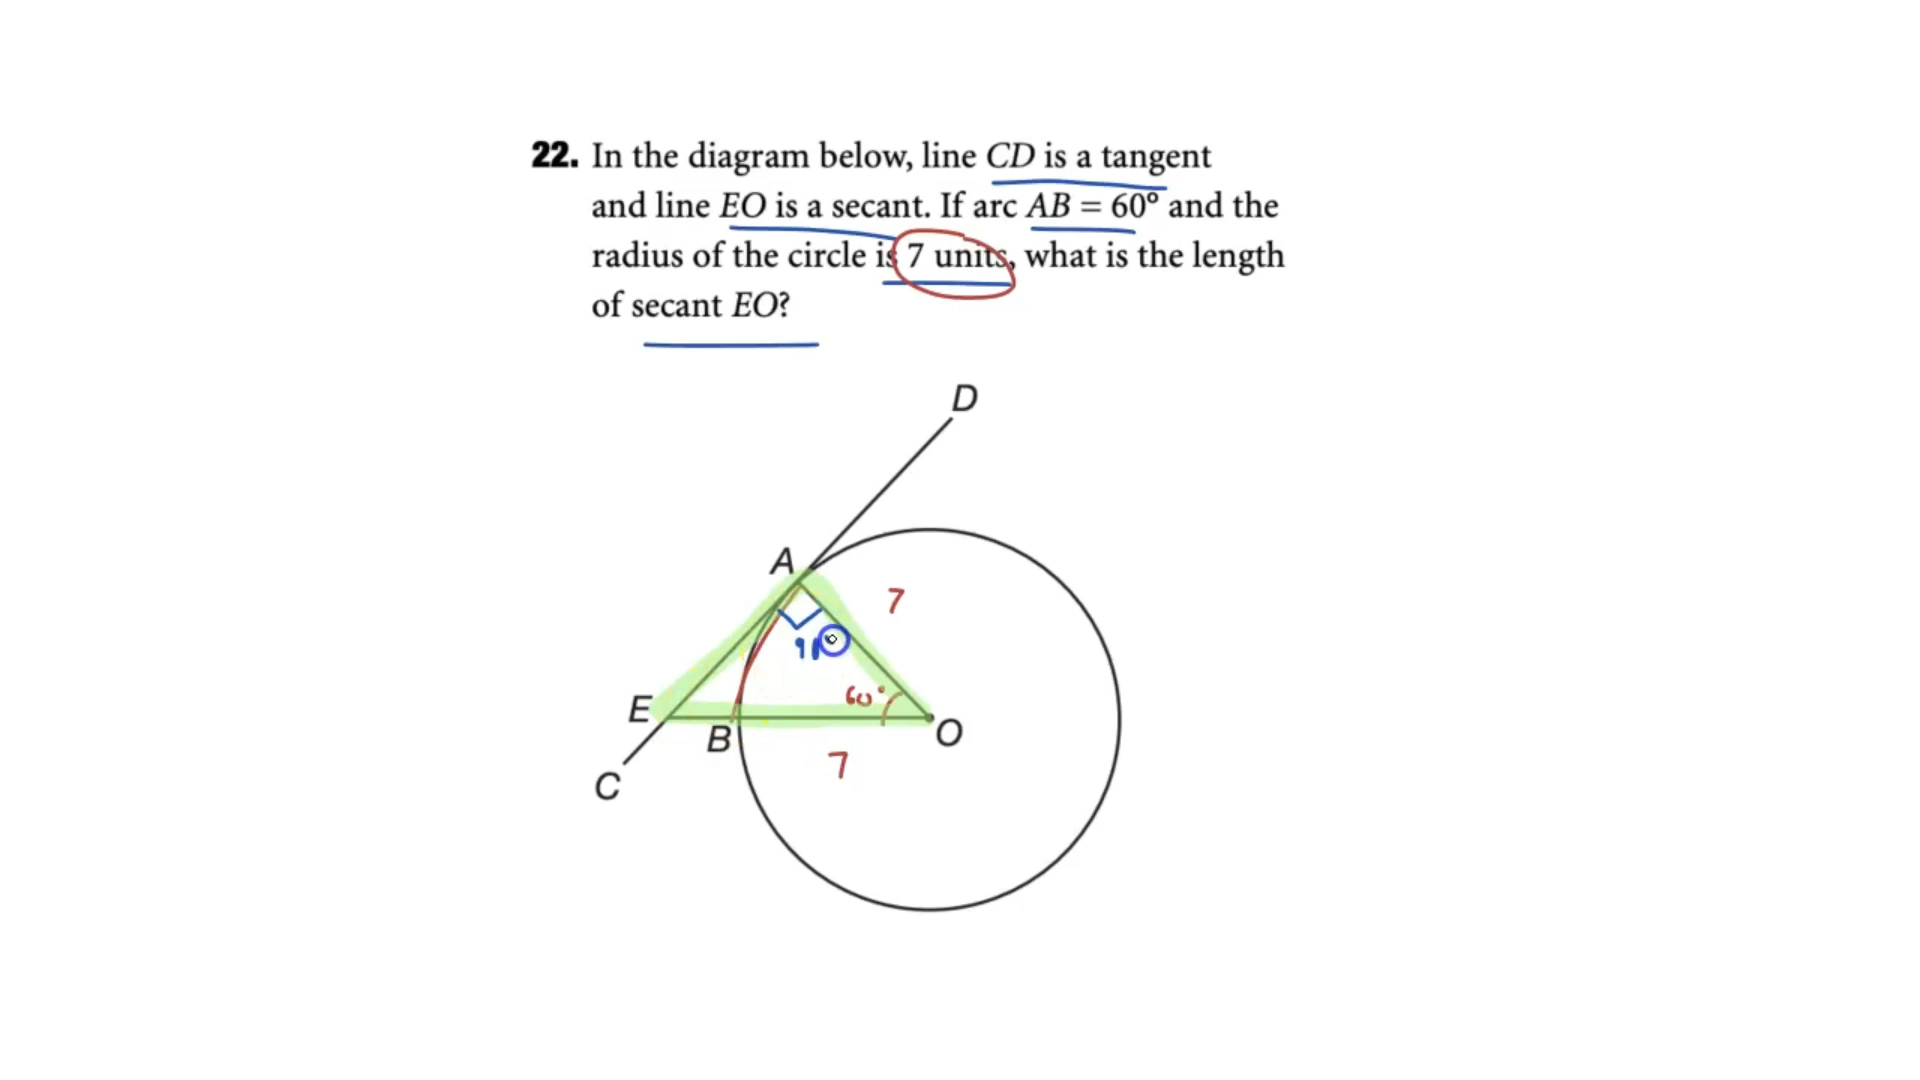 22. In the diagram below, line CD is a tangent
and line EO is a secant. If arc AB = 60° and the
radius of the circle is 7 units, what is the length
of secant EO?
D
A
7
60°
E
B
O
7
C